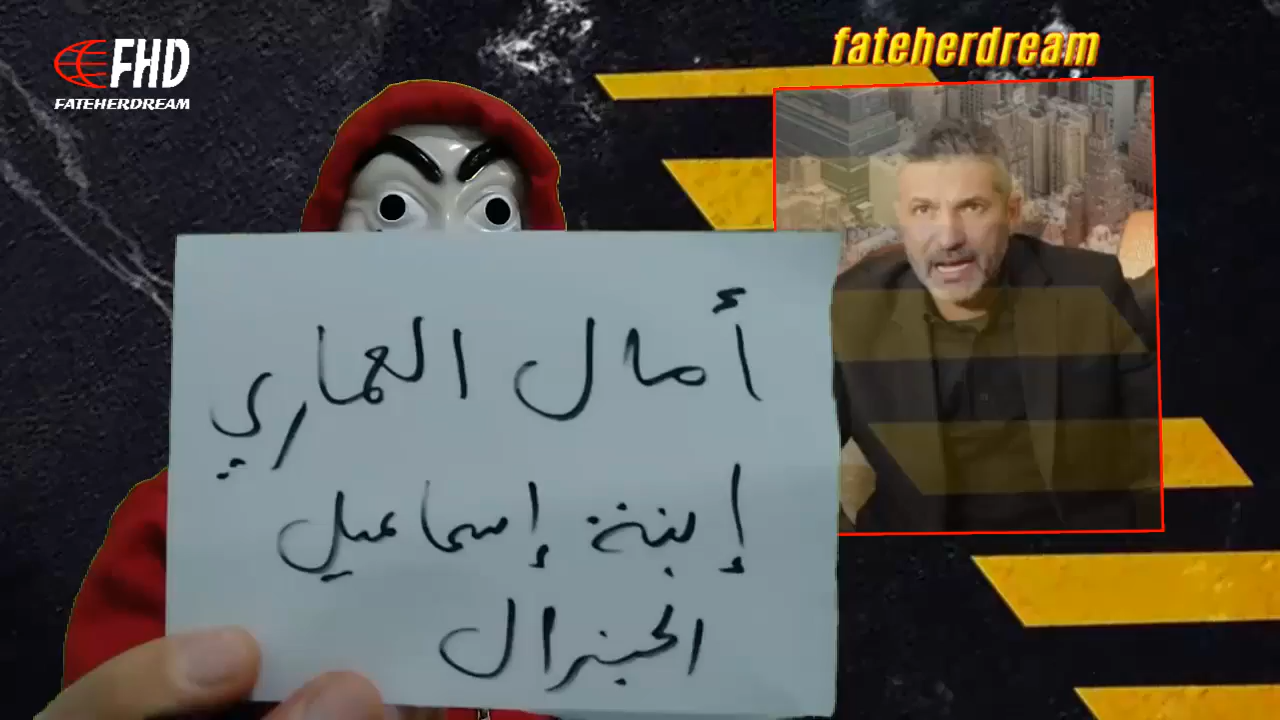 FHD
FATEHERDREAM
fateherdream
أمال العماري
إبنة إسماعيل
الجنرال